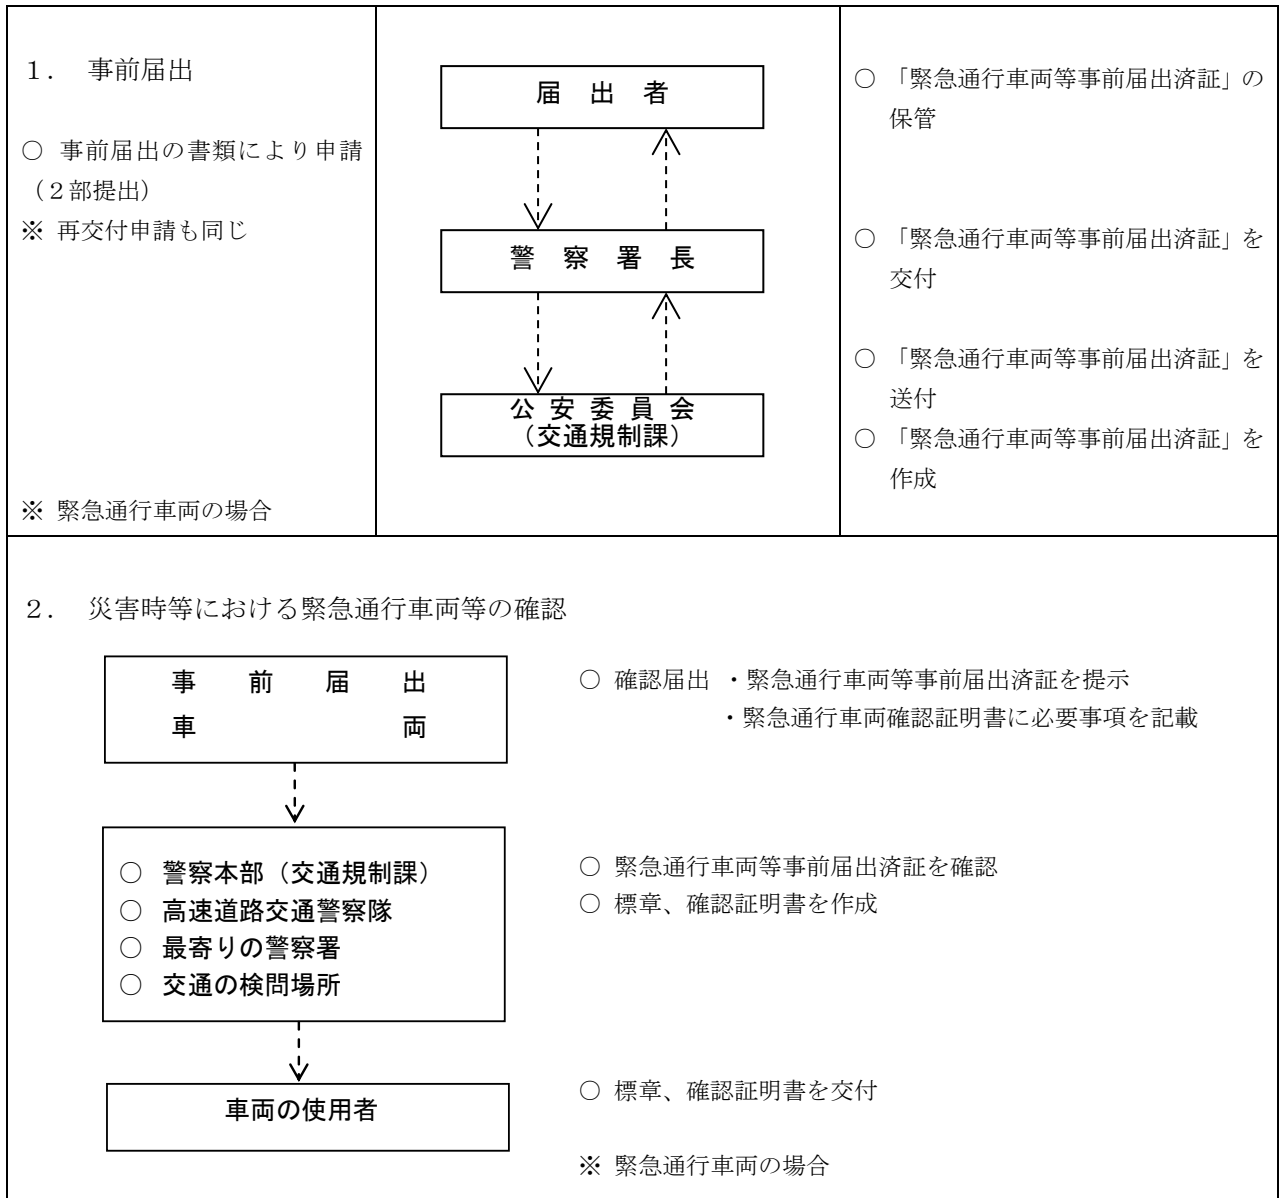 １．　事前届出
○ 事前届出の書類により申請
（２部提出）
※ 再交付申請も同じ
※ 緊急通行車両の場合
届　出　者
警　察　署　長
公 安 委 員 会
（交通規制課）
○ 「緊急通行車両等事前届出済証」の
保管
○ 「緊急通行車両等事前届出済証」を
交付
○ 「緊急通行車両等事前届出済証」を
送付
○ 「緊急通行車両等事前届出済証」を
作成
２．　災害時等における緊急通行車両等の確認
事　前　届　出
車　両
○ 確認届出 ・緊急通行車両等事前届出済証を提示
・緊急通行車両確認証明書に必要事項を記載
○ 警察本部（交通規制課）
○ 高速道路交通警察隊
○ 最寄りの警察署
○ 交通の検問場所
○ 緊急通行車両等事前届出済証を確認
○ 標章、確認証明書を作成
車両の使用者
○ 標章、確認証明書を交付
※ 緊急通行車両の場合